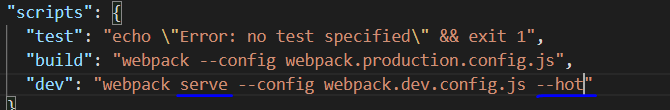 "scripts": {
"test": "echo \"Error: no test specified\" && exit 1",
"build": "webpack --config webpack.production.config.js",
"dev": "webpack serve --config webpack.dev.config.js --hot"
}